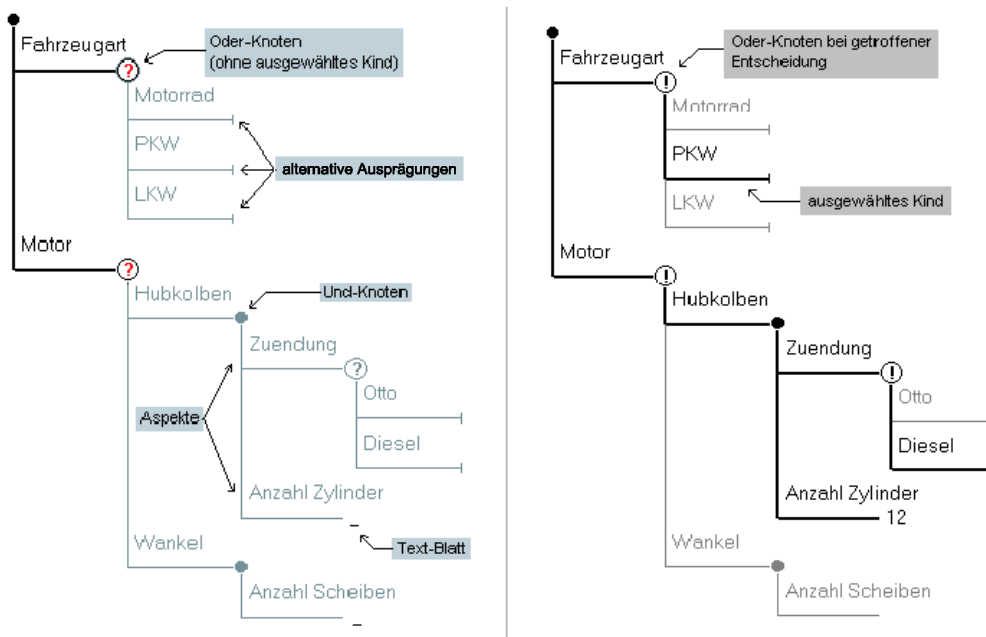 Fahrzeugart
?
Oder-Knoten
(ohne ausgewähltes Kind)
Motorrad
PKW
alternative Ausprägungen
LKW
Motor
?
Hubkolben
Und-Knoten
Zuendung
?
Otto
Aspekte
Diesel
Anzahl Zylinder
Text-Blatt
Wankel
Anzahl Scheiben
Fahrzeugart
!
Oder-Knoten bei getroffener
Entscheidung
Motorrad
PKW
ausgewähltes Kind
LKW
Motor
!
Hubkolben
Zuendung
!
Otto
Diesel
Anzahl Zylinder
12
Wankel
Anzahl Scheiben